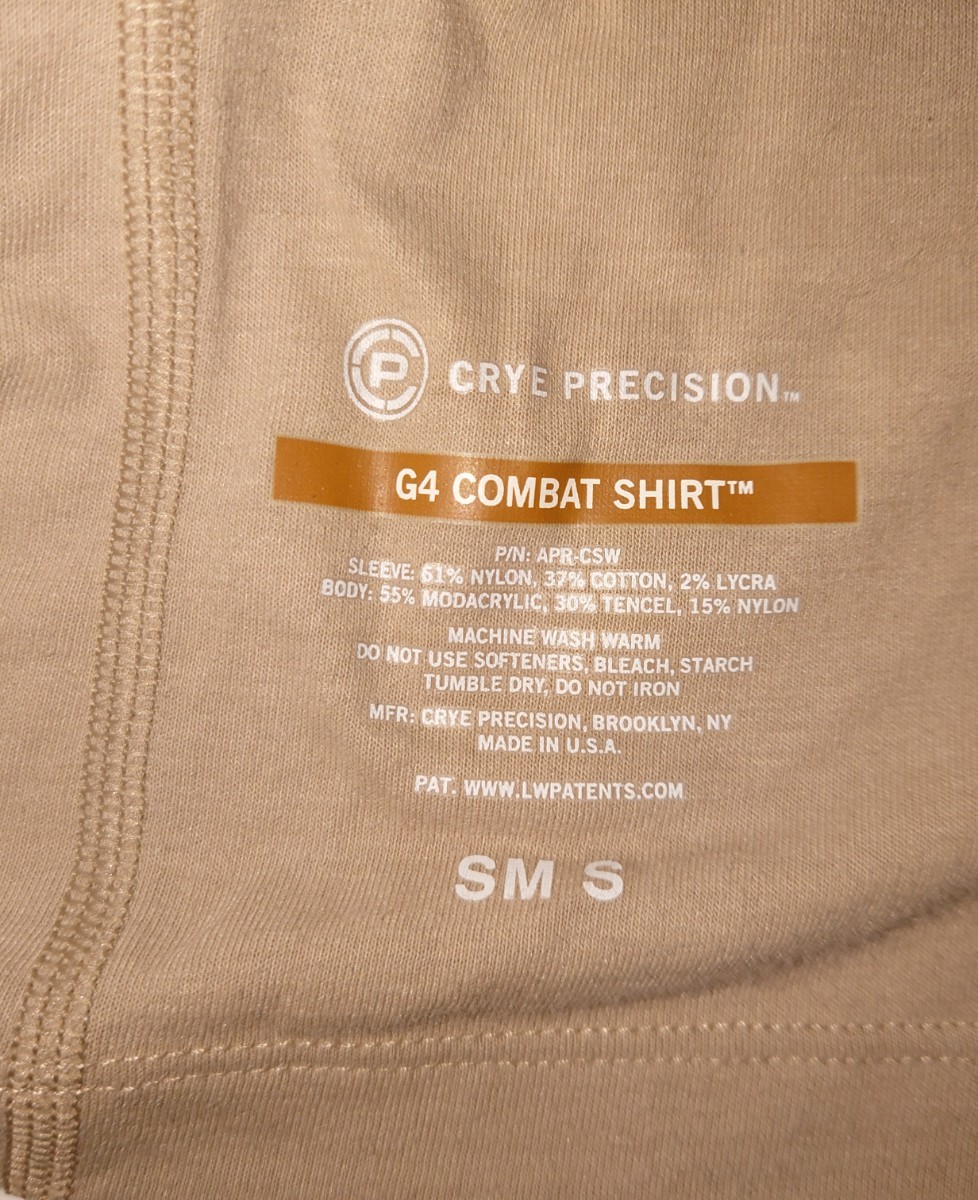 CRYE PRECISION™
G4 COMBAT SHIRT™
P/N: APR-CSW
SLEEVE: 61% NYLON, 37% COTTON, 2% LYCRA
BODY: 55% MODACRYLIC, 30% TENCEL, 15% NYLON
MACHINE WASH WARM
DO NOT USE SOFTENERS, BLEACH, STARCH
TUMBLE DRY, DO NOT IRON
MFR: CRYE PRECISION, BROOKLYN, NY
MADE IN U.S.A.
PAT. WWW.LWPATENTS.COM
SM S